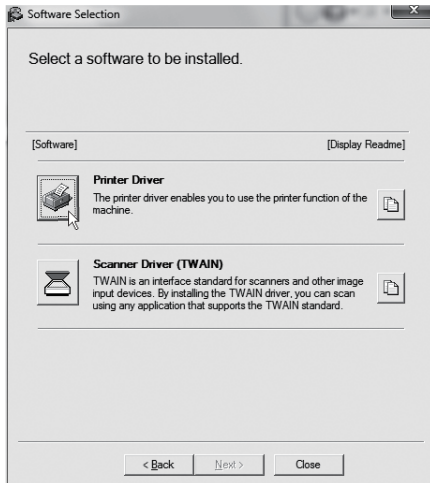 Software Selection
Select a software to be installed.
[Software] [Display Readme]
Printer Driver
The printer driver enables you to use the printer function of the
machine.
Scanner Driver (TWAIN)
TWAIN is an interface standard for scanners and other image
input devices. By installing the TWAIN driver, you can scan
using any application that supports the TWAIN standard.
< Back Next > Close